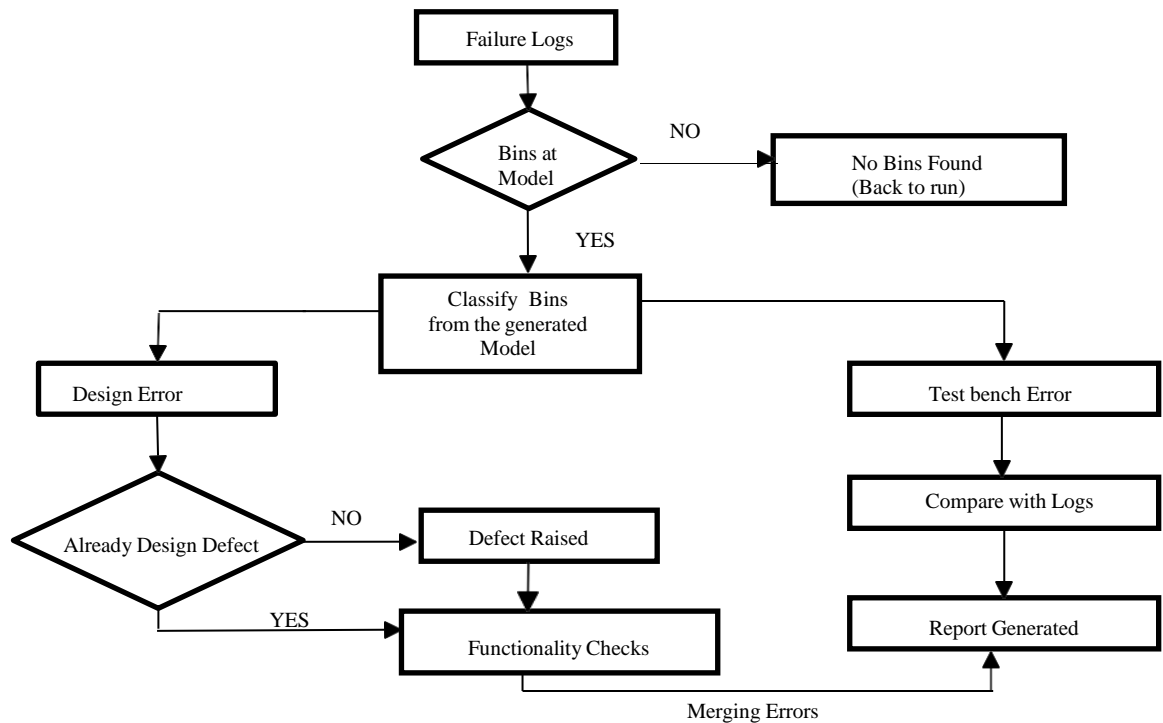 Failure Logs
NO
Bins at
Model
No Bins Found
(Back to run)
YES
Classify Bins
from the generated
Model
Design Error
Test bench Error
Compare with Logs
NO
Already Design Defect
Defect Raised
YES
Functionality Checks
Report Generated
Merging Errors